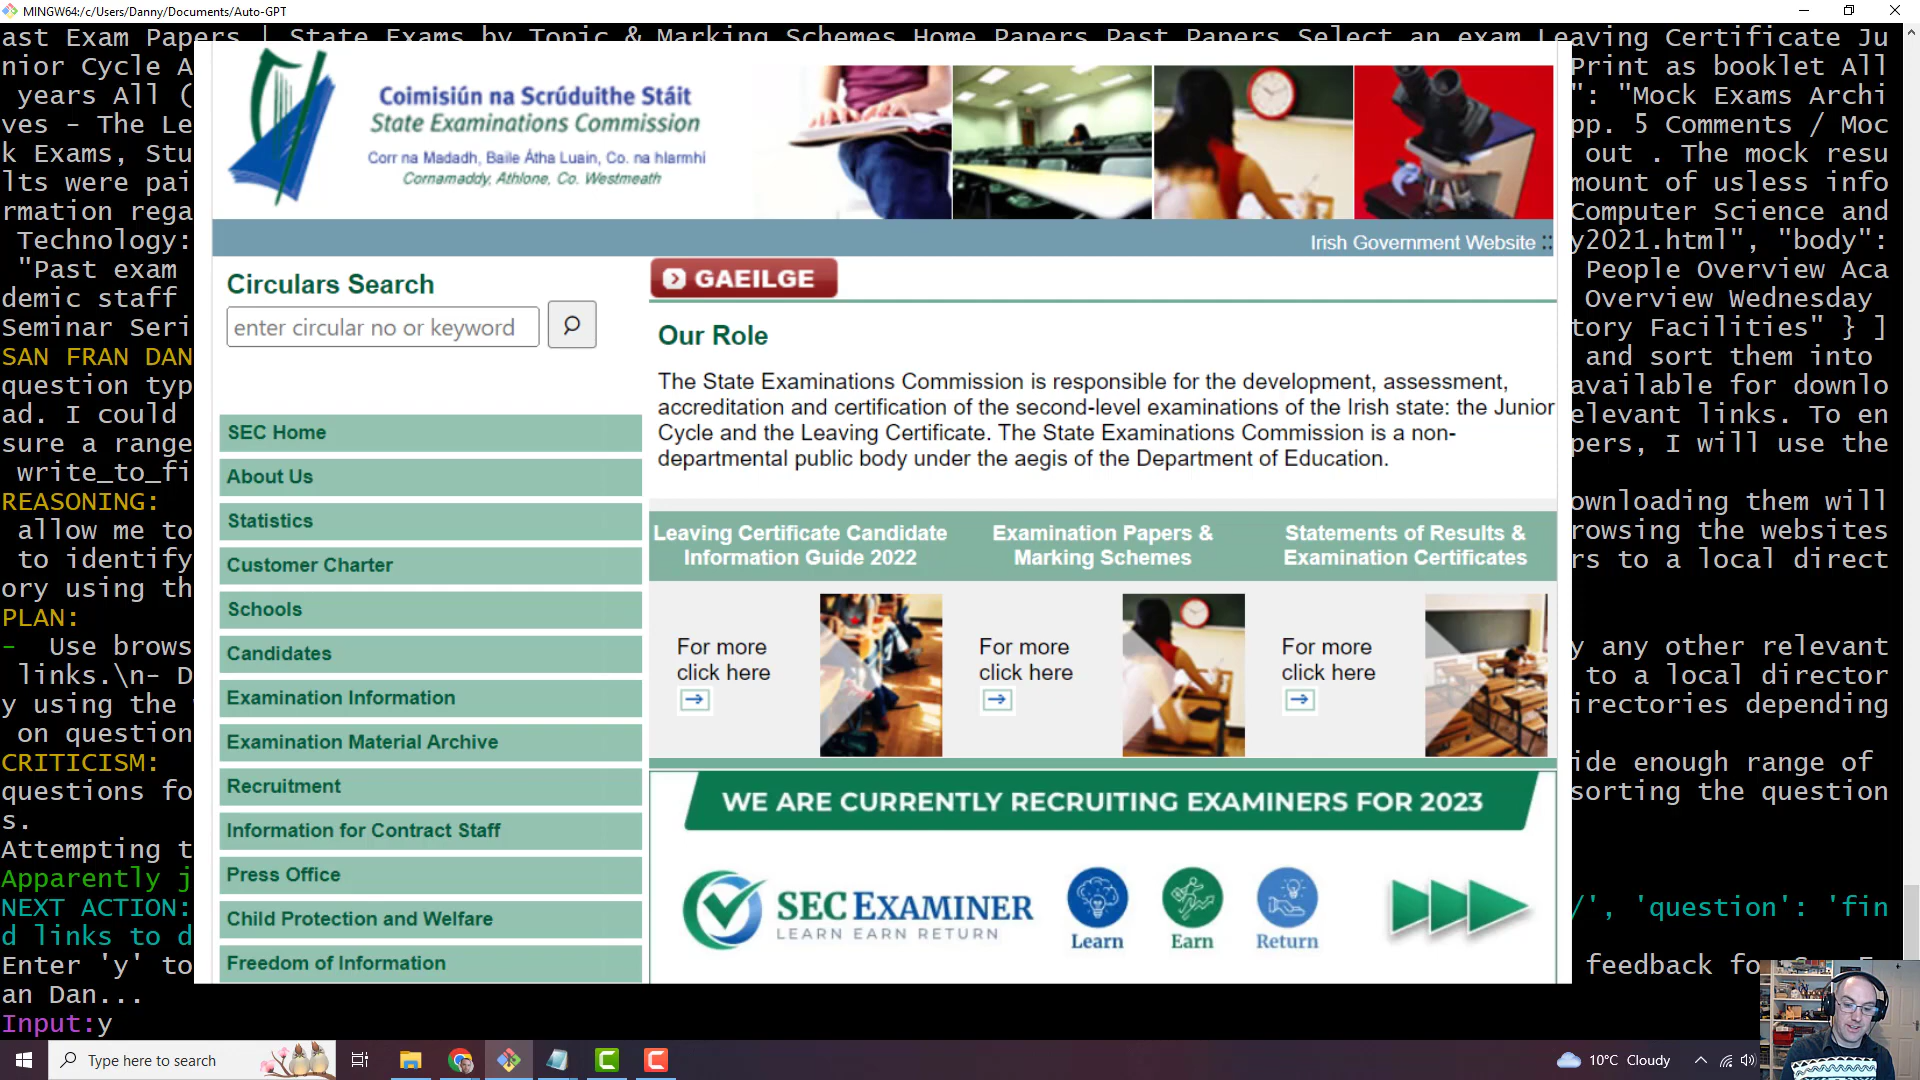 MINGW64:/c/Users/Danny/Documents/Auto-GPT
ast Exam Papers | State Exams by Topic & Marking Schemes Home Papers Past Papers Select an exam Leaving Certificate Ju
nior Cycle A
Print as booklet All
years All (
": "Mock Exams Archi
ves - The Le
pp. 5 Comments / Moc
k Exams, Stu
out . The mock resu
lts were pai
mount of usless info
rmation rega
Computer Science and
Technology:
y2021.html", "body":
"Past exam
People Overview Aca
demic staff
Overview Wednesday
Seminar Seri
tory Facilities" } ]
SAN FRAN DAN
and sort them into
question typ
available for downlo
ad. I could
elevant links. To en
sure a range
pers, I will use the
write_to_fi
REASONING:
ownloading them will
allow me to
rowsing the websites
to identify
rs to a local direct
ory using th
PLAN:
- Use brows
y any other relevant
links.\n- D
to a local director
y using the
irectories depending
on question
CRITICISM:
ide enough range of
questions fo
sorting the question
s.
Attempting t
Apparently j
NEXT ACTION:
/', 'question': 'fin
d links to d
Enter 'y' to
feedback fo
an Dan...
Input:y
Coimisiún na Scrúduithe Stáit
State Examinations Commission
Corr na Madadh, Baile Átha Luain, Co. na hIarmhí
Cornamaddy, Athlone, Co. Westmeath
Irish Government Website ::
Circulars Search
enter circular no or keyword
SEC Home
About Us
Statistics
Customer Charter
Schools
Candidates
Examination Information
Examination Material Archive
Recruitment
Information for Contract Staff
Press Office
Child Protection and Welfare
Freedom of Information
GAEILGE
Our Role
The State Examinations Commission is responsible for the development, assessment,
accreditation and certification of the second-level examinations of the Irish state: the Junior
Cycle and the Leaving Certificate. The State Examinations Commission is a non-
departmental public body under the aegis of the Department of Education.
Leaving Certificate Candidate
Information Guide 2022
Examination Papers &
Marking Schemes
Statements of Results &
Examination Certificates
For more
click here
For more
click here
For more
click here
WE ARE CURRENTLY RECRUITING EXAMINERS FOR 2023
SEC EXAMINER
LEARN EARN RETURN
Learn
Earn
Return
Type here to search
10°C Cloudy